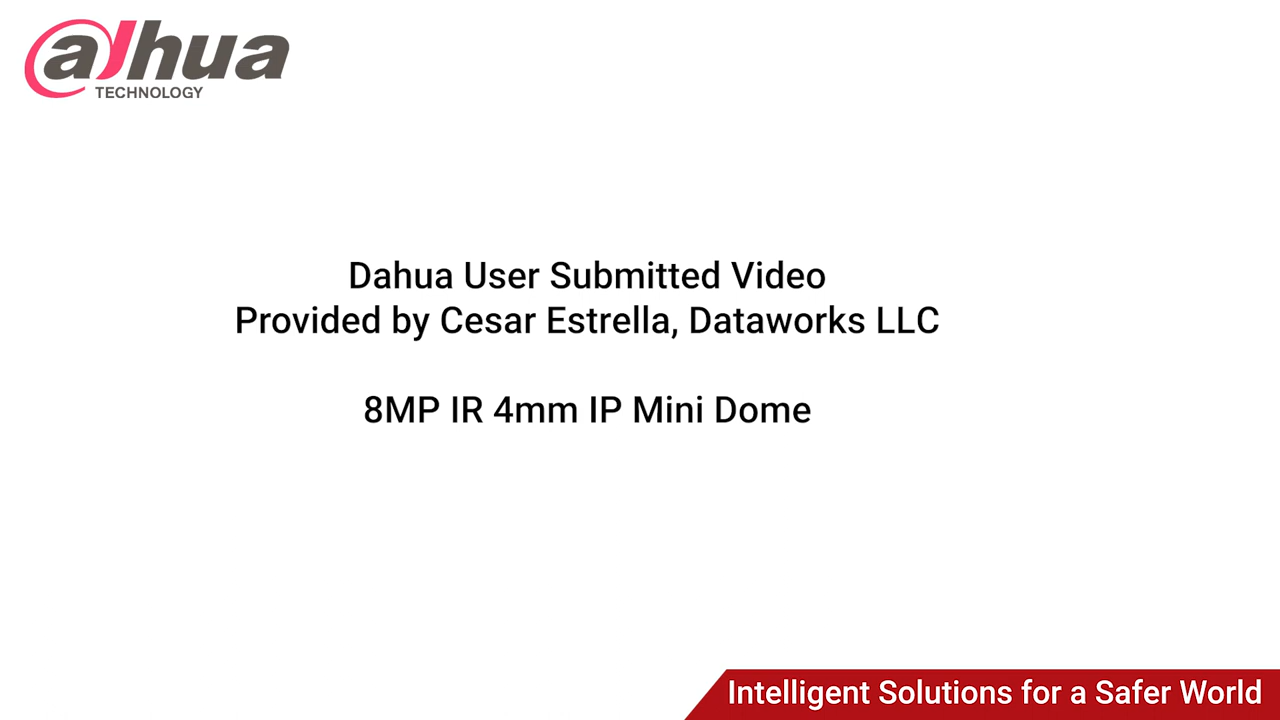 alhua
TECHNOLOGY
Dahua User Submitted Video
Provided by Cesar Estrella, Dataworks LLC
8MP IR 4mm IP Mini Dome
Intelligent Solutions for a Safer World